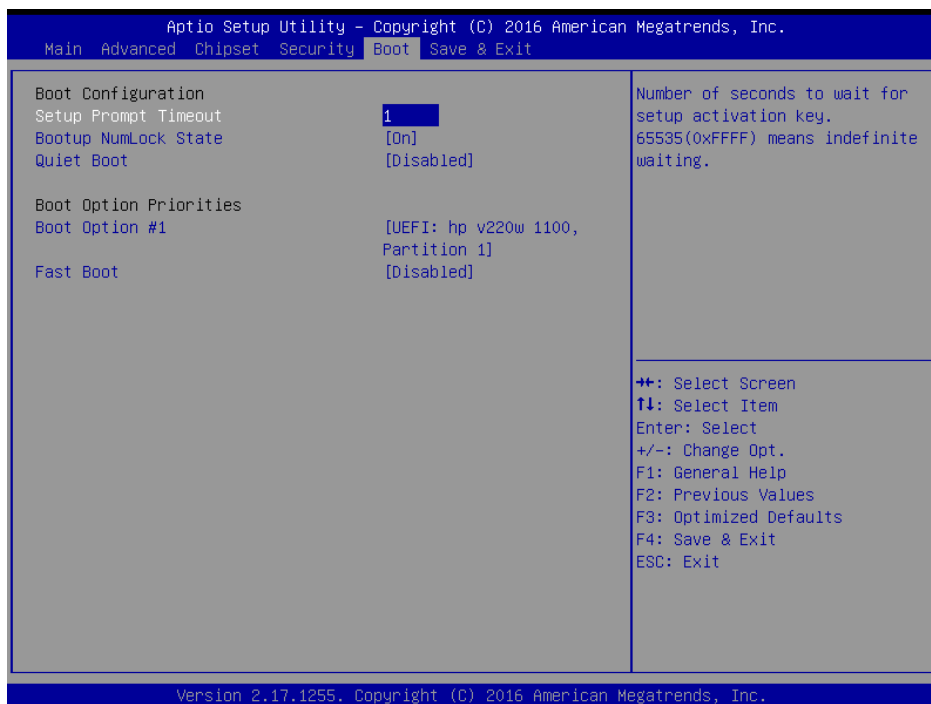 Aptio Setup Utility – Copyright (C) 2016 American Megatrends, Inc.
Main Advanced Chipset Security Boot Save & Exit
Boot Configuration
Setup Prompt Timeout 1
Bootup NumLock State [On]
Quiet Boot [Disabled]
Boot Option Priorities
Boot Option #1 [UEFI: hp v220w 1100,
Partition 1]
Fast Boot [Disabled]
Number of seconds to wait for
setup activation key.
65535(0xFFFF) means indefinite
waiting.
→←: Select Screen
↑↓: Select Item
Enter: Select
+/-: Change Opt.
F1: General Help
F2: Previous Values
F3: Optimized Defaults
F4: Save & Exit
ESC: Exit
Version 2.17.1255. Copyright (C) 2016 American Megatrends, Inc.